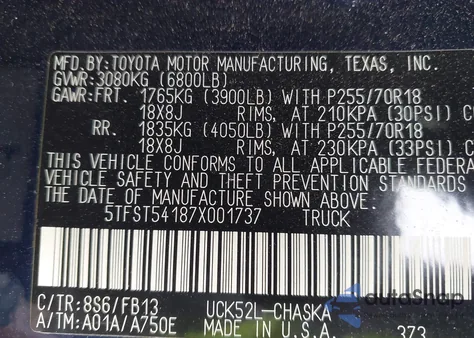 MFD.BY:TOYOTA MOTOR MANUFACTURING, TEXAS, INC.
GVWR:3080KG (6800LB)
GAWR:FRT. 1765KG (3900LB) WITH P255/70R18
18X8J RIMS, AT 210KPA (30PSI) C
RR. 1835KG (4050LB) WITH P255/70R18
18X8J RIMS, AT 230KPA (33PSI) C
THIS VEHICLE CONFORMS TO ALL APPLICABLE FEDERA
VEHICLE SAFETY AND THEFT PREVENTION STANDARDS
THE DATE OF MANUFACTURE SHOWN ABOVE.
5TFST54187X001737 TRUCK
C/TR:8S6/FB13 UCK52L-CHASKA
A/TM:A01A/A750E MADE IN U.S.A. 373
autoSnap